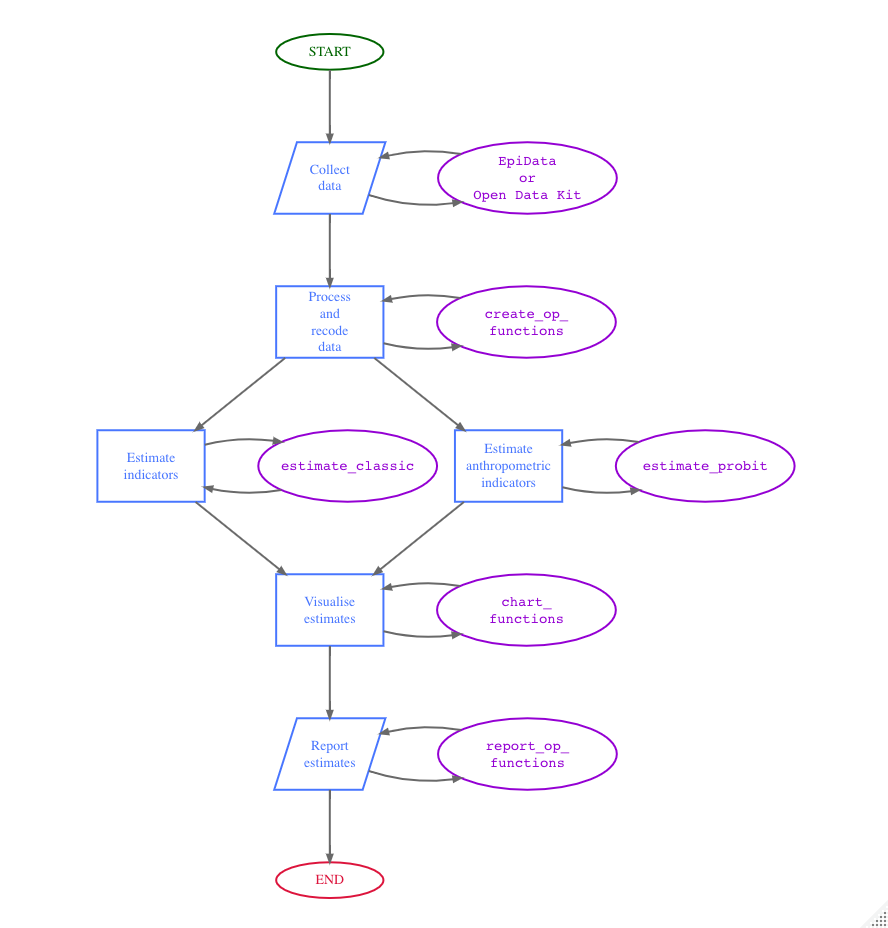 START
Collect
data
EpiData
or
Open Data Kit
Process
and
recode
data
create_op_
functions
Estimate
indicators
estimate_classic
Estimate
anthropometric
indicators
estimate_probit
Visualise
estimates
chart_
functions
Report
estimates
report_op_
functions
END